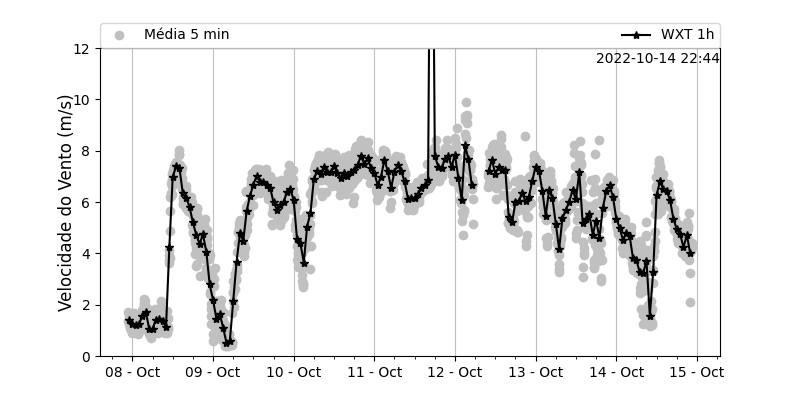 Média 5 min
WXT 1h
2022-10-14 22:44
Velocidade do Vento (m/s)
12
10
8
6
4
2
0
08 - Oct 09 - Oct 10 - Oct 11 - Oct 12 - Oct 13 - Oct 14 - Oct 15 - Oct